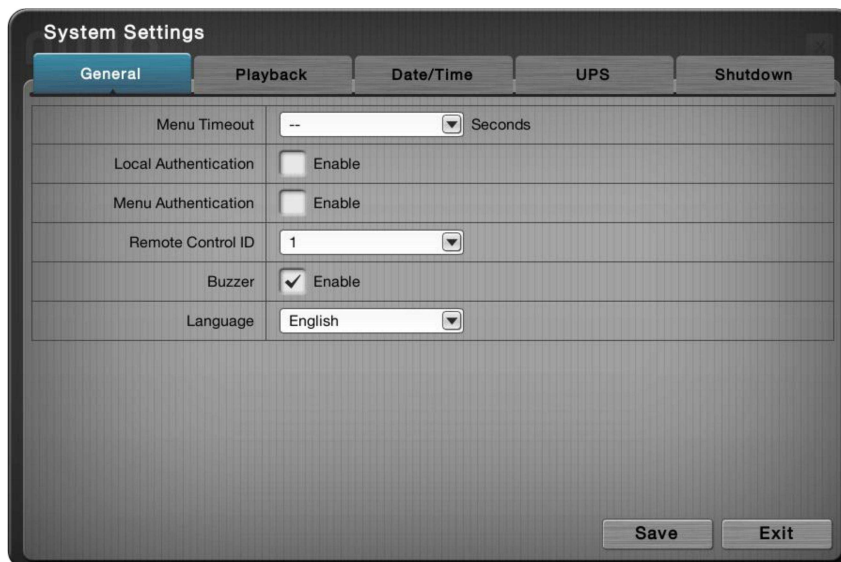 System Settings
General Playback Date/Time UPS Shutdown
Menu Timeout -- Seconds
Local Authentication Enable
Menu Authentication Enable
Remote Control ID 1
Buzzer Enable
Language English
Save Exit